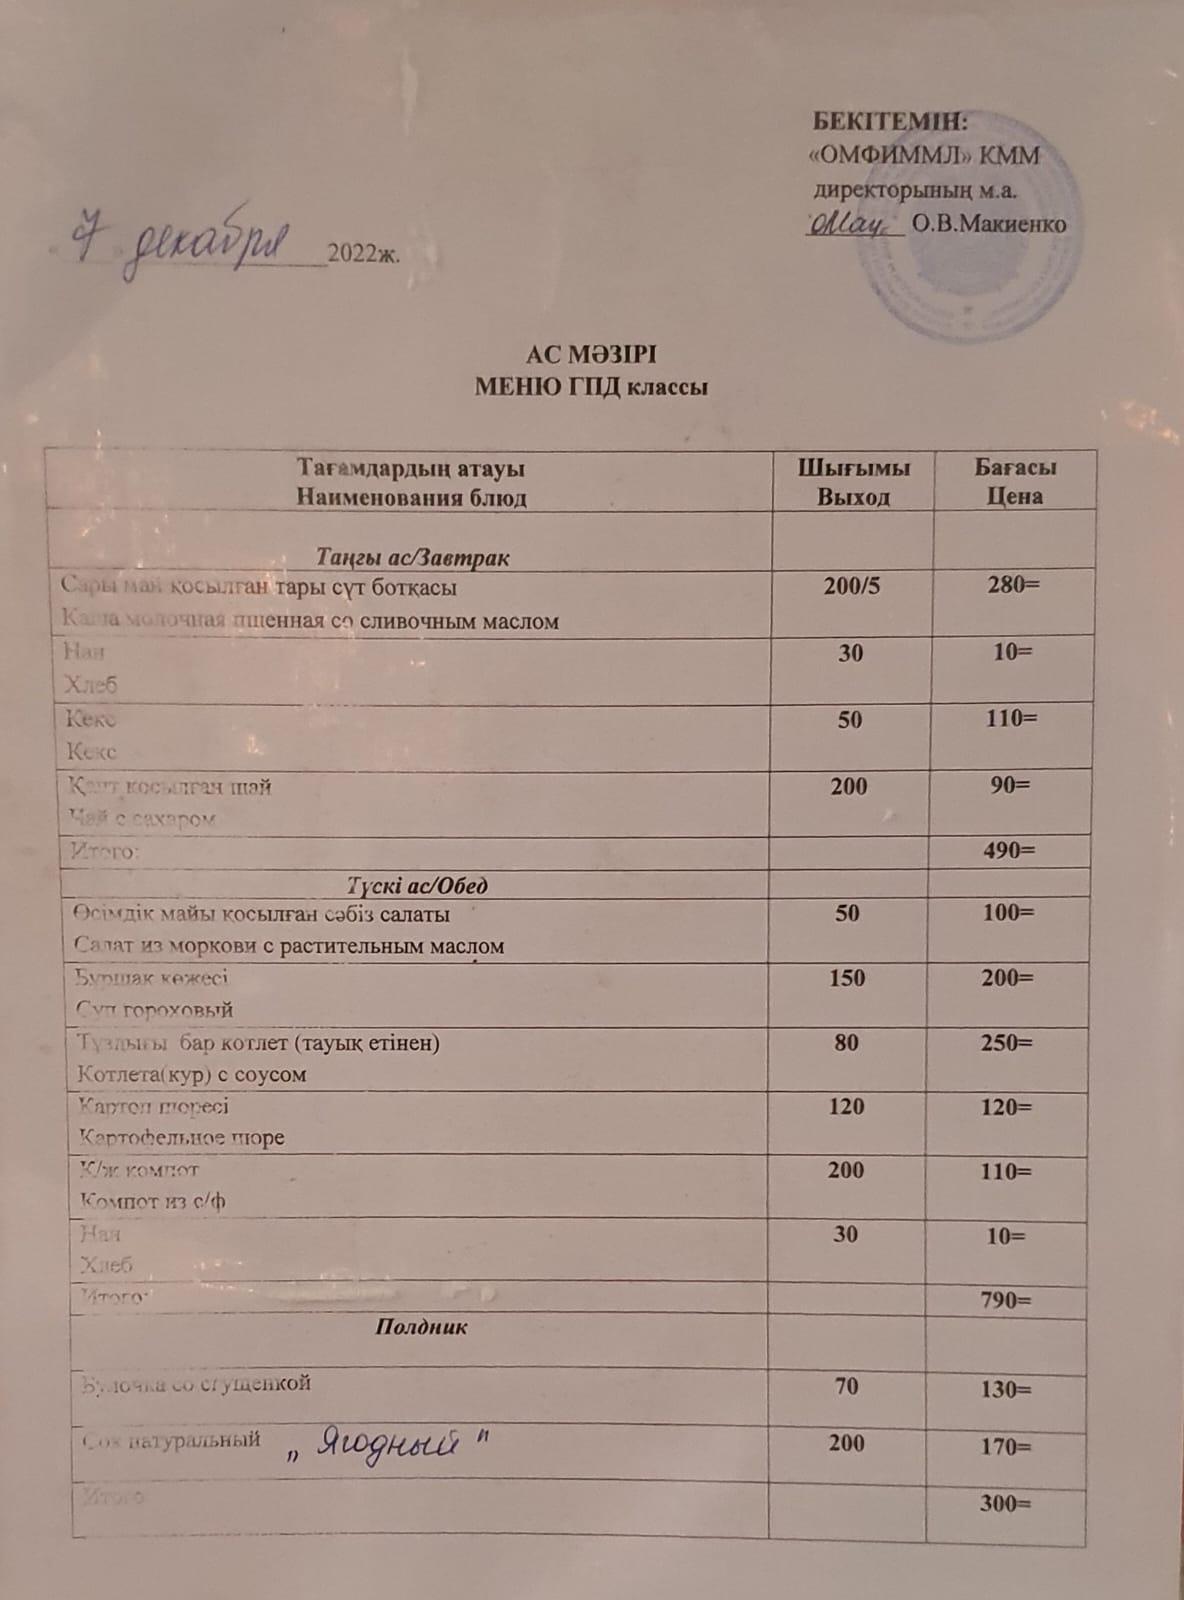 БЕКІТЕМІН:
«ОМФИММЛ» КММ
директорының м.а.
О.В.Макиенко
7 декабря 2022ж.
АС МӘЗІРІ
МЕНЮ ГПД классы
Тағамдардың атауы Шығымы Бағасы
Наименования блюд Выход Цена
Таңғы ас/Завтрак
Сары май қосылған тары сүт ботқасы 200/5 280=
Каша молочная пшенная со сливочным маслом
Нан 30 10=
Хлеб
Кекс 50 110=
Кекс
Қант қосылған шай 200 90=
Чай с сахаром
Итого: 490=
Түскі ас/Обед
Өсімдік майы қосылған сәбіз салаты 50 100=
Салат из моркови с растительным маслом
Бұршақ көжесі 150 200=
Суп гороховый
Тұздығы бар котлет (тауық етінен) 80 250=
Котлета(кур) с соусом
Картоп пюресі 120 120=
Картофельное пюре
К/ж компот 200 110=
Компот из с/ф
Нан 30 10=
Хлеб
Итого: 790=
Полдник
Булочка со сгущенкой 70 130=
Сок натуральный „Ягодный" 200 170=
Итого 300=